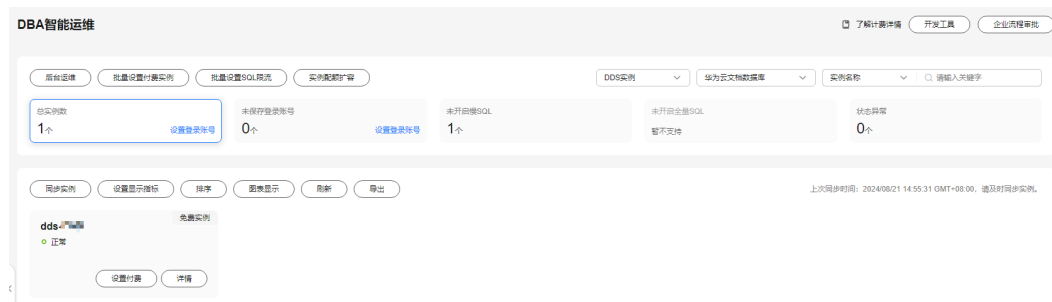 DBA智能运维
了解计费详情 开发工具 企业流程审批
后台运维 批量设置付费实例 批量设置SQL限流 实例配额扩容 DDS实例 华为云文档数据库 实例名称 请输入关键字
总实例数 未保存登录账号 未开启慢SQL 未开启全量SQL 状态异常
1个 设置登录账号 0个 设置登录账号 1个 暂不支持 0个
同步实例 设置显示指标 排序 图表显示 刷新 导出 上次同步时间：2024/08/21 14:55:31 GMT+08:00，请及时同步实例。
免费实例
dds-
正常
设置付费 详情